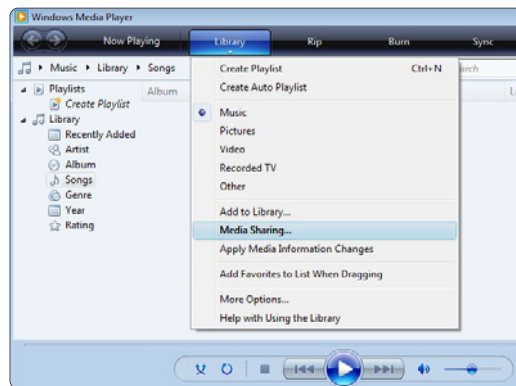 Windows Media Player
Now Playing Library Rip Burn Sync
Music Library Songs
Playlists
Create Playlist
Library
Recently Added
Artist
Album
Songs
Genre
Year
Rating
Album
Create Playlist Ctrl+N
Create Auto Playlist
Music
Pictures
Video
Recorded TV
Other
Add to Library...
Media Sharing...
Apply Media Information Changes
Add Favorites to List When Dragging
More Options...
Help with Using the Library